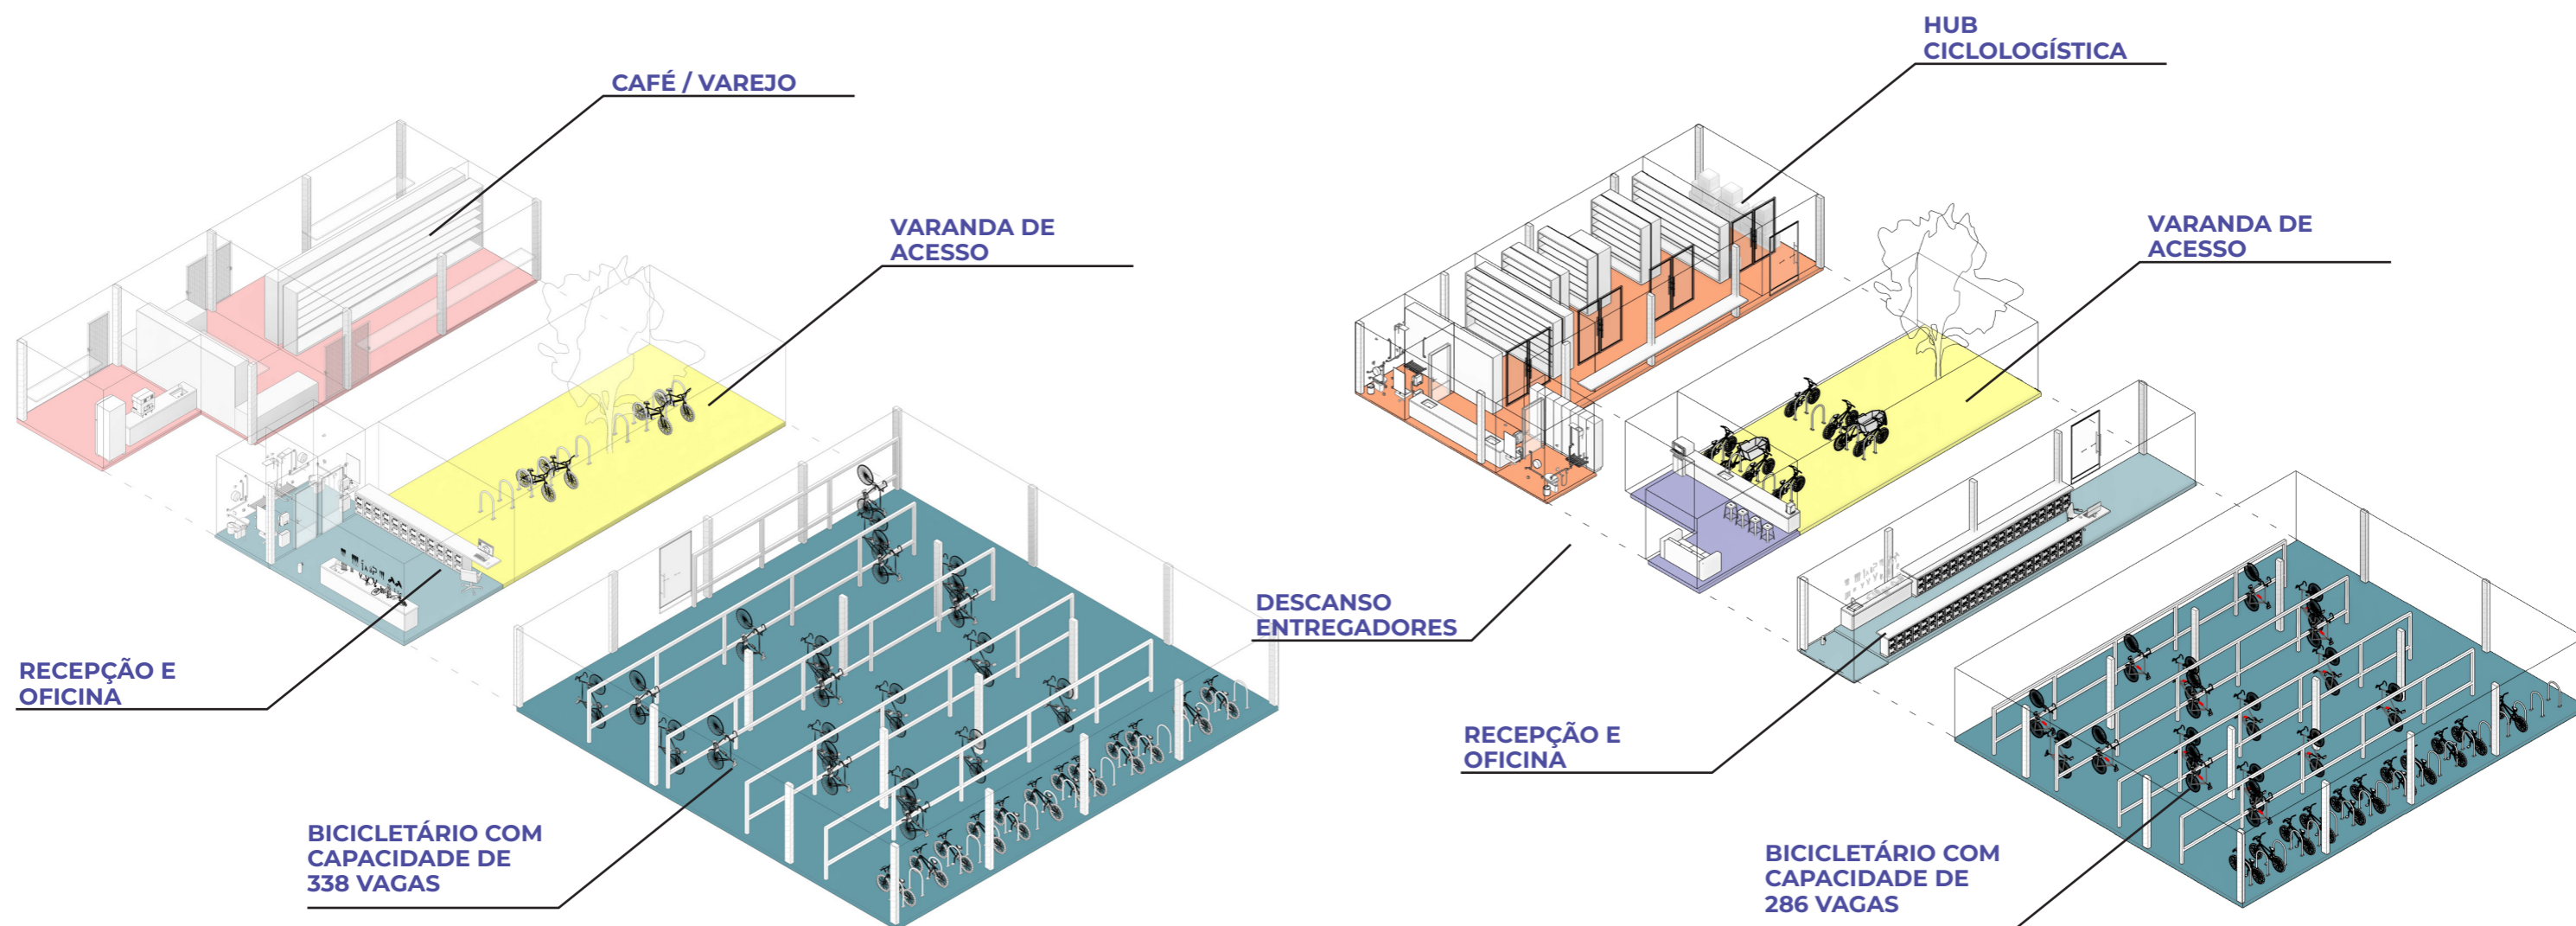 CAFÉ / VAREJO
VARANDA DE
ACESSO
RECEPÇÃO E
OFICINA
BICICLETÁRIO COM
CAPACIDADE DE
338 VAGAS
HUB
CICLOLOGÍSTICA
VARANDA DE
ACESSO
DESCANSO
ENTREGADORES
RECEPÇÃO E
OFICINA
BICICLETÁRIO COM
CAPACIDADE DE
286 VAGAS